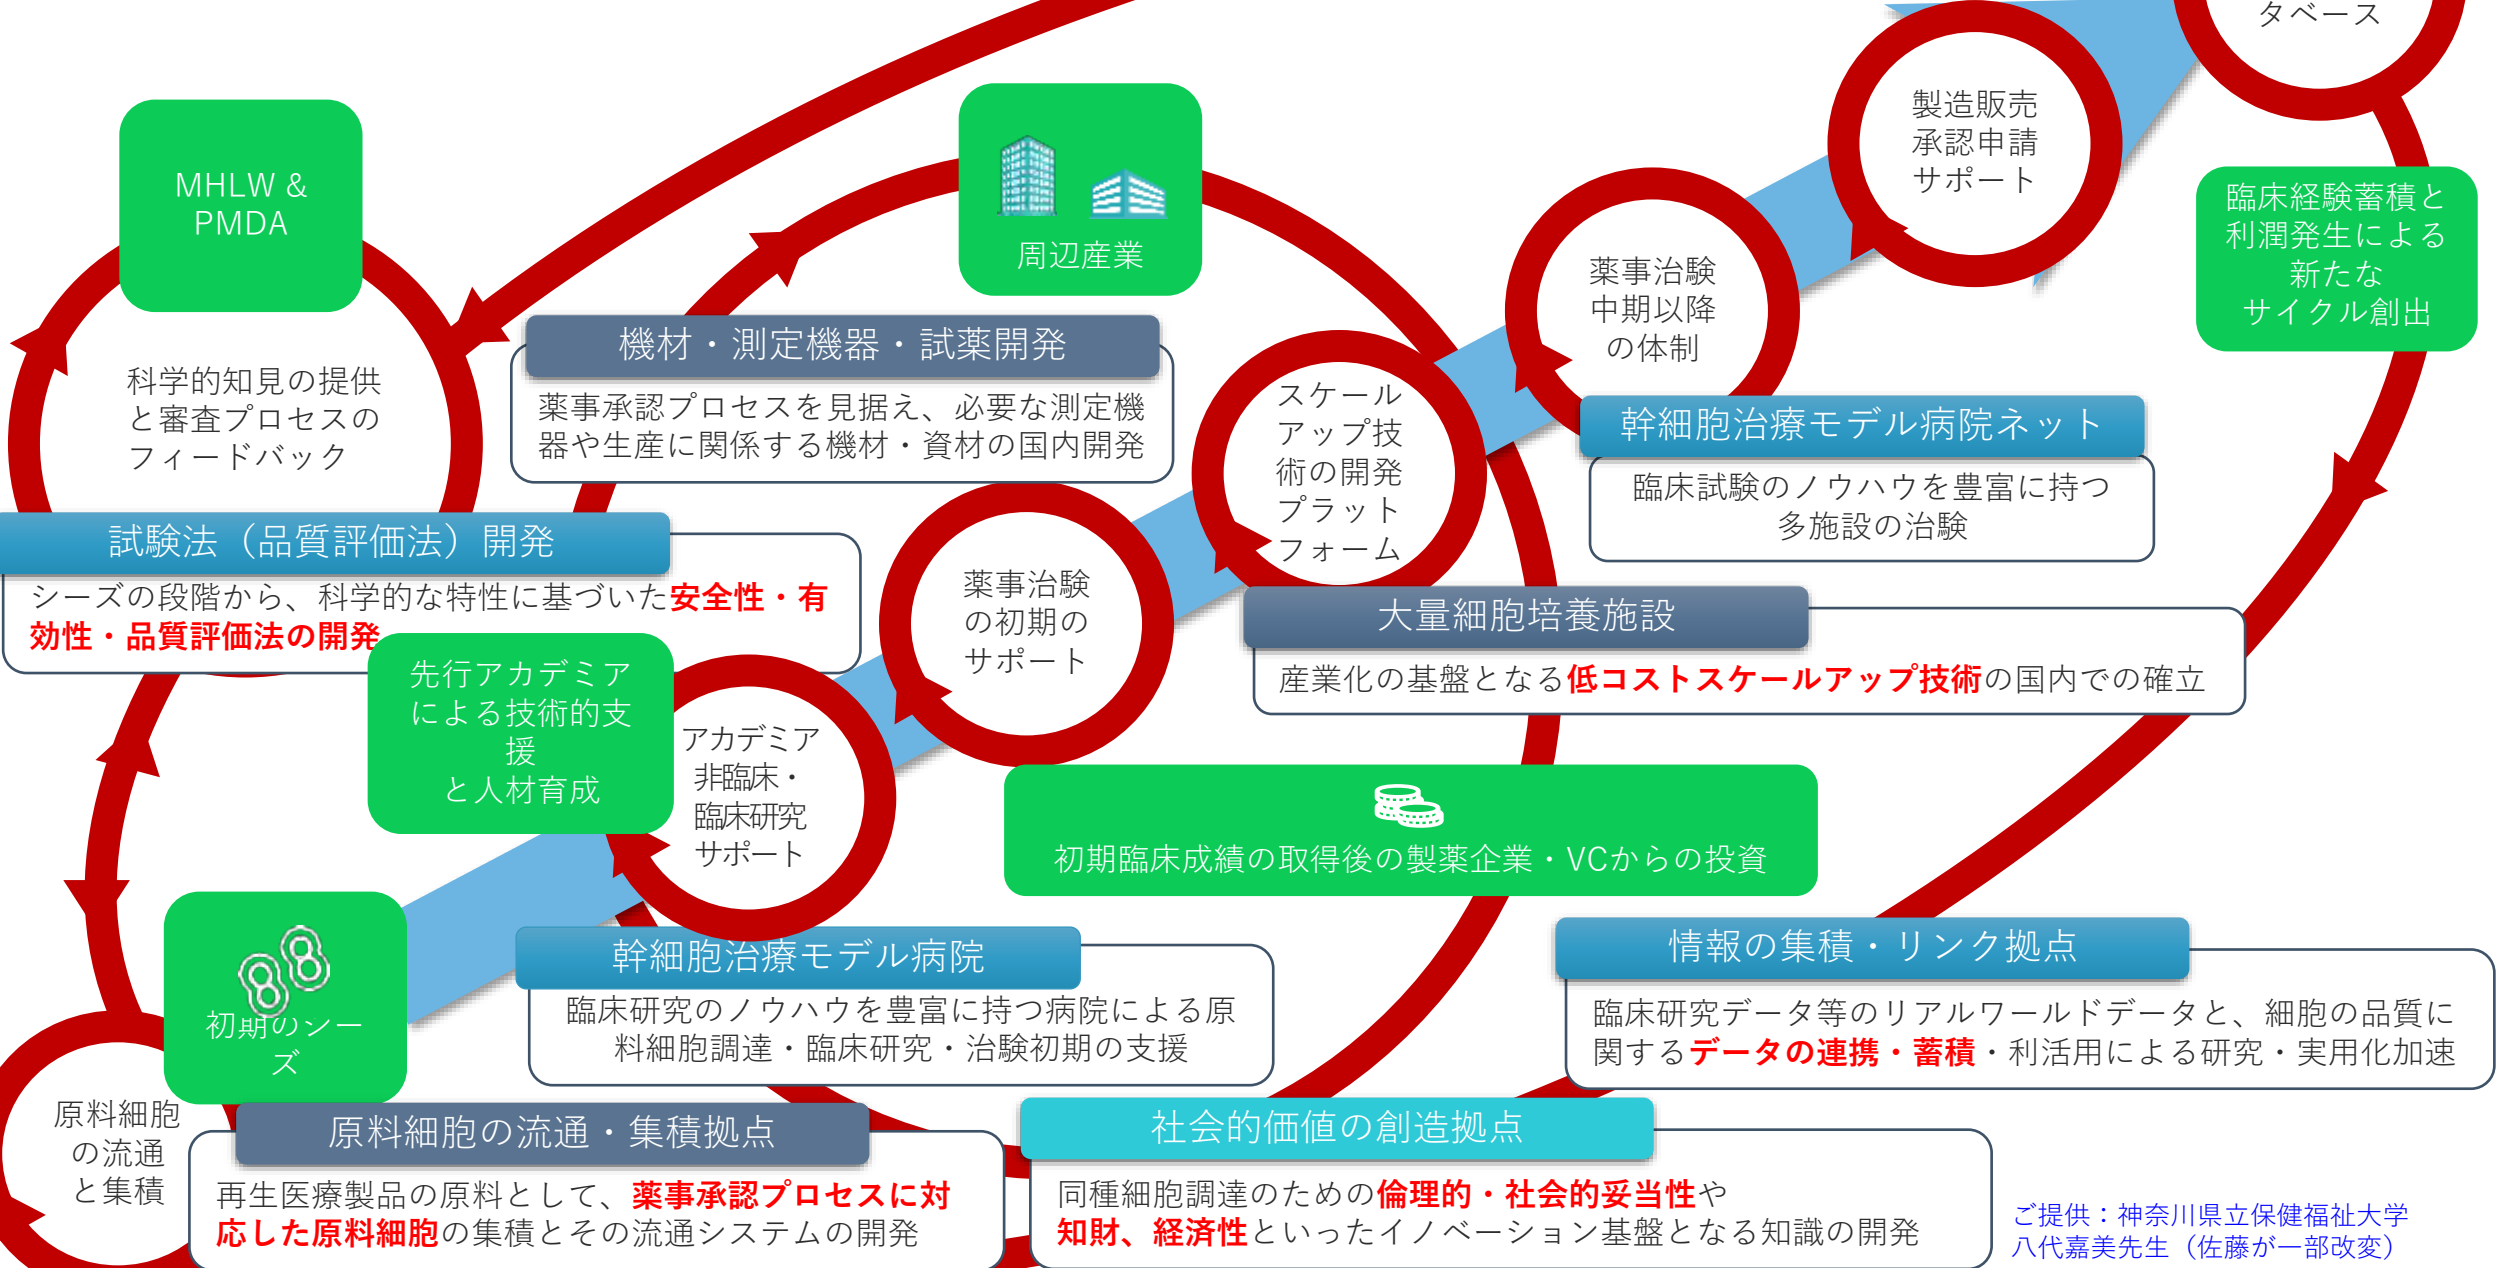 タベース
製造販売
承認申請
サポート
MHLW &
PMDA
周辺産業
臨床経験蓄積と
利潤発生による
新たな
サイクル創出
薬事治験
中期以降
の体制
機材・測定機器・試薬開発
薬事承認プロセスを見据え、必要な測定機
器や生産に関係する機材・資材の国内開発
科学的知見の提供
と審査プロセスの
フィードバック
スケール
アップ技
術の開発
プラット
フォーム
幹細胞治療モデル病院ネット
臨床試験のノウハウを豊富に持つ
多施設の治験
試験法（品質評価法）開発
シーズの段階から、科学的な特性に基づいた安全性・有
効性・品質評価法の開発
薬事治験
の初期の
サポート
大量細胞培養施設
産業化の基盤となる低コストスケールアップ技術の国内での確立
先行アカデミア
による技術的支
援
と人材育成
アカデミア
非臨床・
臨床研究
サポート
初期臨床成績の取得後の製薬企業・VCからの投資
初期のシー
ズ
幹細胞治療モデル病院
臨床研究のノウハウを豊富に持つ病院による原
料細胞調達・臨床研究・治験初期の支援
情報の集積・リンク拠点
臨床研究データ等のリアルワールドデータと、細胞の品質に
関するデータの連携・蓄積・利活用による研究・実用化加速
原料細胞
の流通
と集積
原料細胞の流通・集積拠点
再生医療製品の原料として、薬事承認プロセスに対
応した原料細胞の集積とその流通システムの開発
社会的価値の創造拠点
同種細胞調達のための倫理的・社会的妥当性や
知財、経済性といったイノベーション基盤となる知識の開発
ご提供：神奈川県立保健福祉大学
八代嘉美先生（佐藤が一部改変）